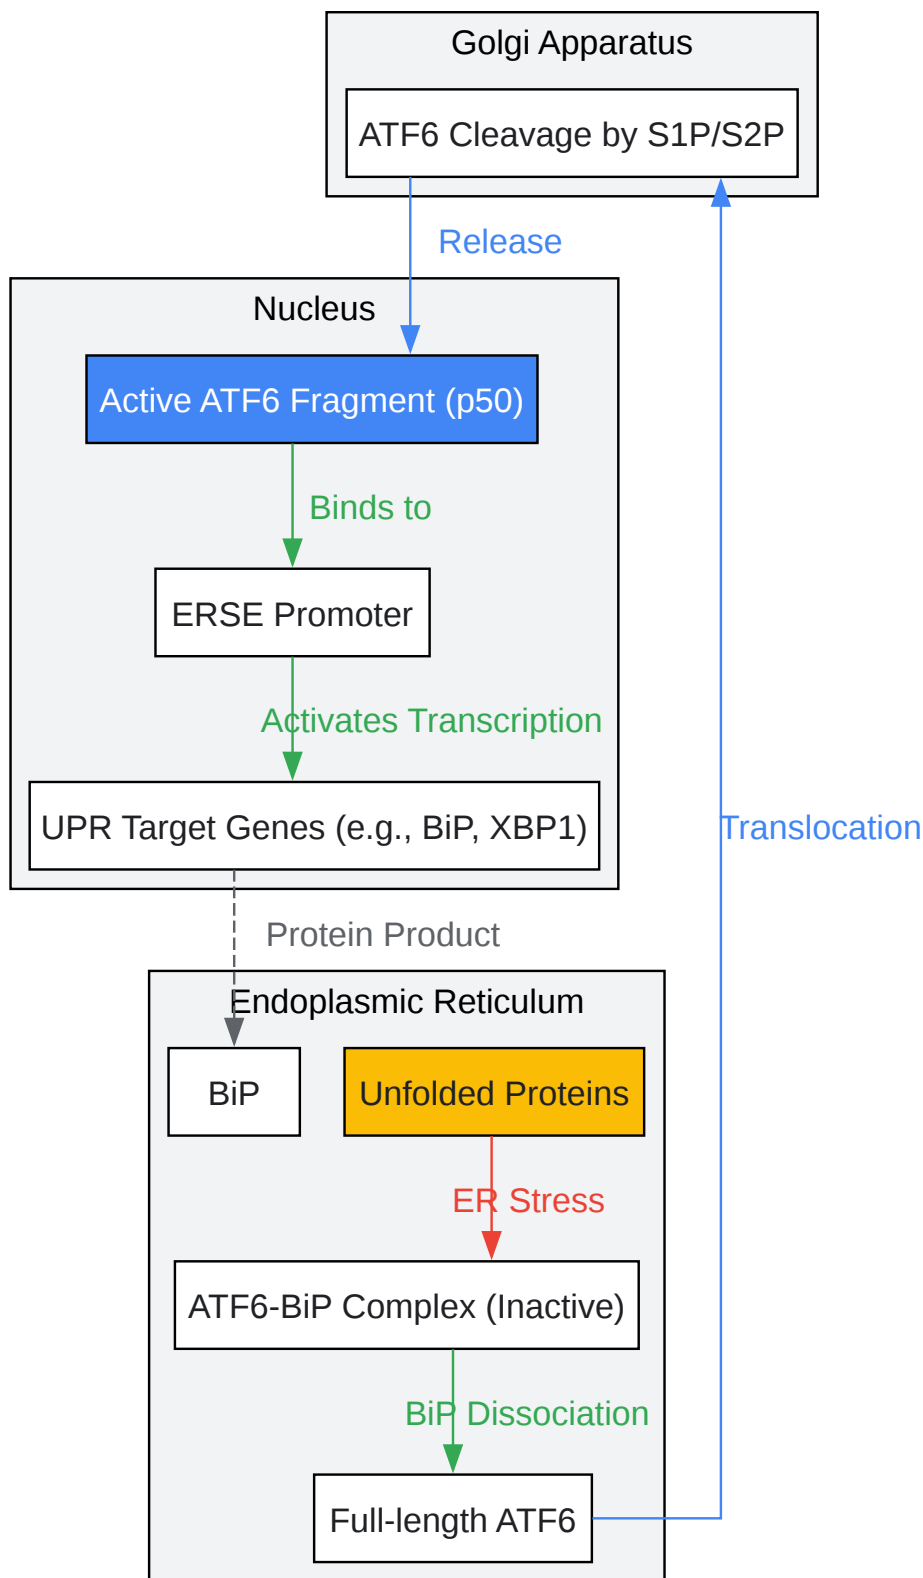 Golgi Apparatus
ATF6 Cleavage by S1P/S2P
Release
Nucleus
Active ATF6 Fragment (p50)
Binds to
ERSE Promoter
Activates Transcription
UPR Target Genes (e.g., BiP, XBP1)
Translocation
Protein Product
Endoplasmic Reticulum
BiP
Unfolded Proteins
ER Stress
ATF6-BiP Complex (Inactive)
BiP Dissociation
Full-length ATF6